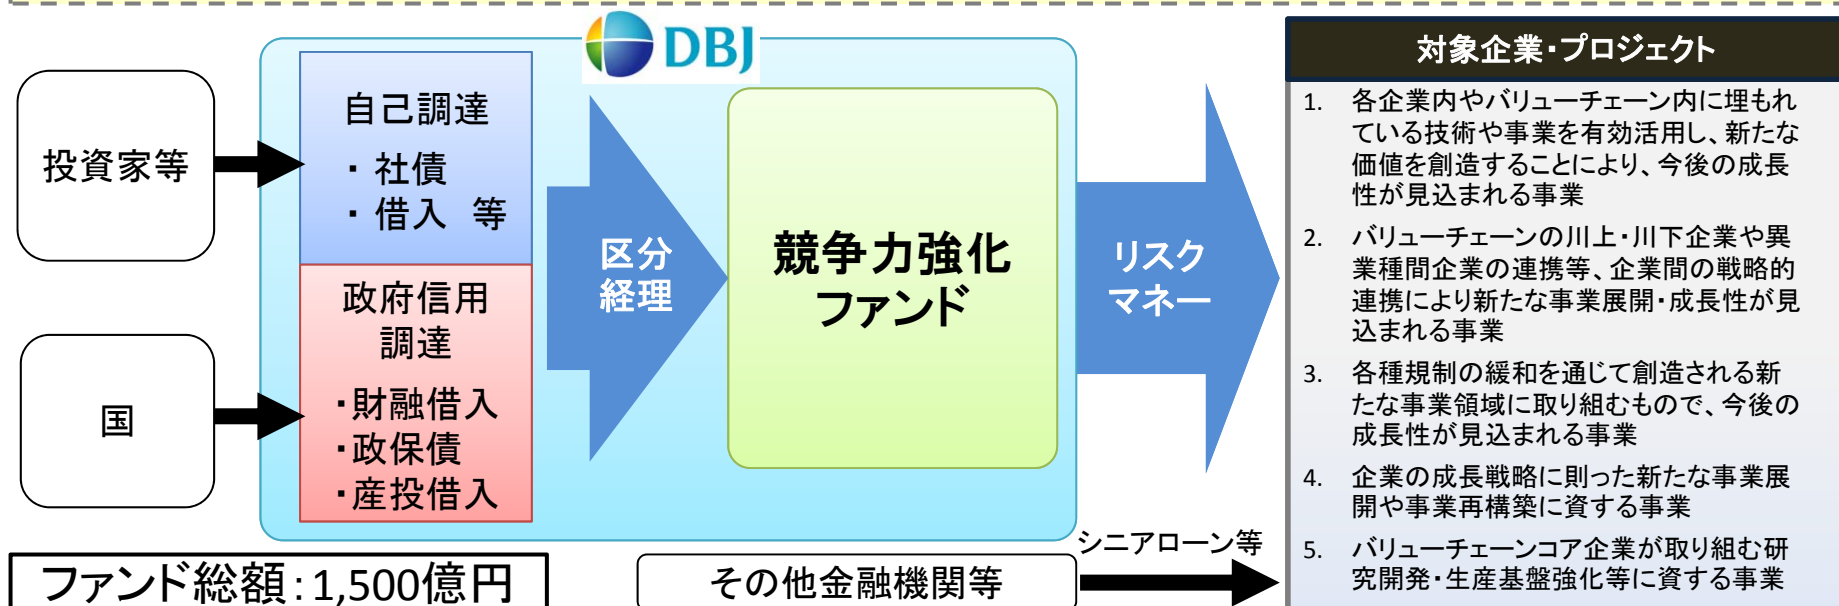 DBJ
投資家等
国
自己調達
・社債
・借入 等
政府信用
調達
・財融借入
・政保債
・産投借入
区分
経理
競争力強化
ファンド
リスク
マネー
ファンド総額：1,500億円
その他金融機関等
シニアローン等
対象企業・プロジェクト
1. 各企業内やバリューチェーン内に埋もれ
ている技術や事業を有効活用し、新たな
価値を創造することにより、今後の成長
性が見込まれる事業
2. バリューチェーンの川上・川下企業や異
業種間企業の連携等、企業間の戦略的
連携により新たな事業展開・成長性が見
込まれる事業
3. 各種規制の緩和を通じて創造される新
たな事業領域に取り組むもので、今後の
成長性が見込まれる事業
4. 企業の成長戦略に則った新たな事業展
開や事業再構築に資する事業
5. バリューチェーンコア企業が取り組む研
究開発・生産基盤強化等に資する事業